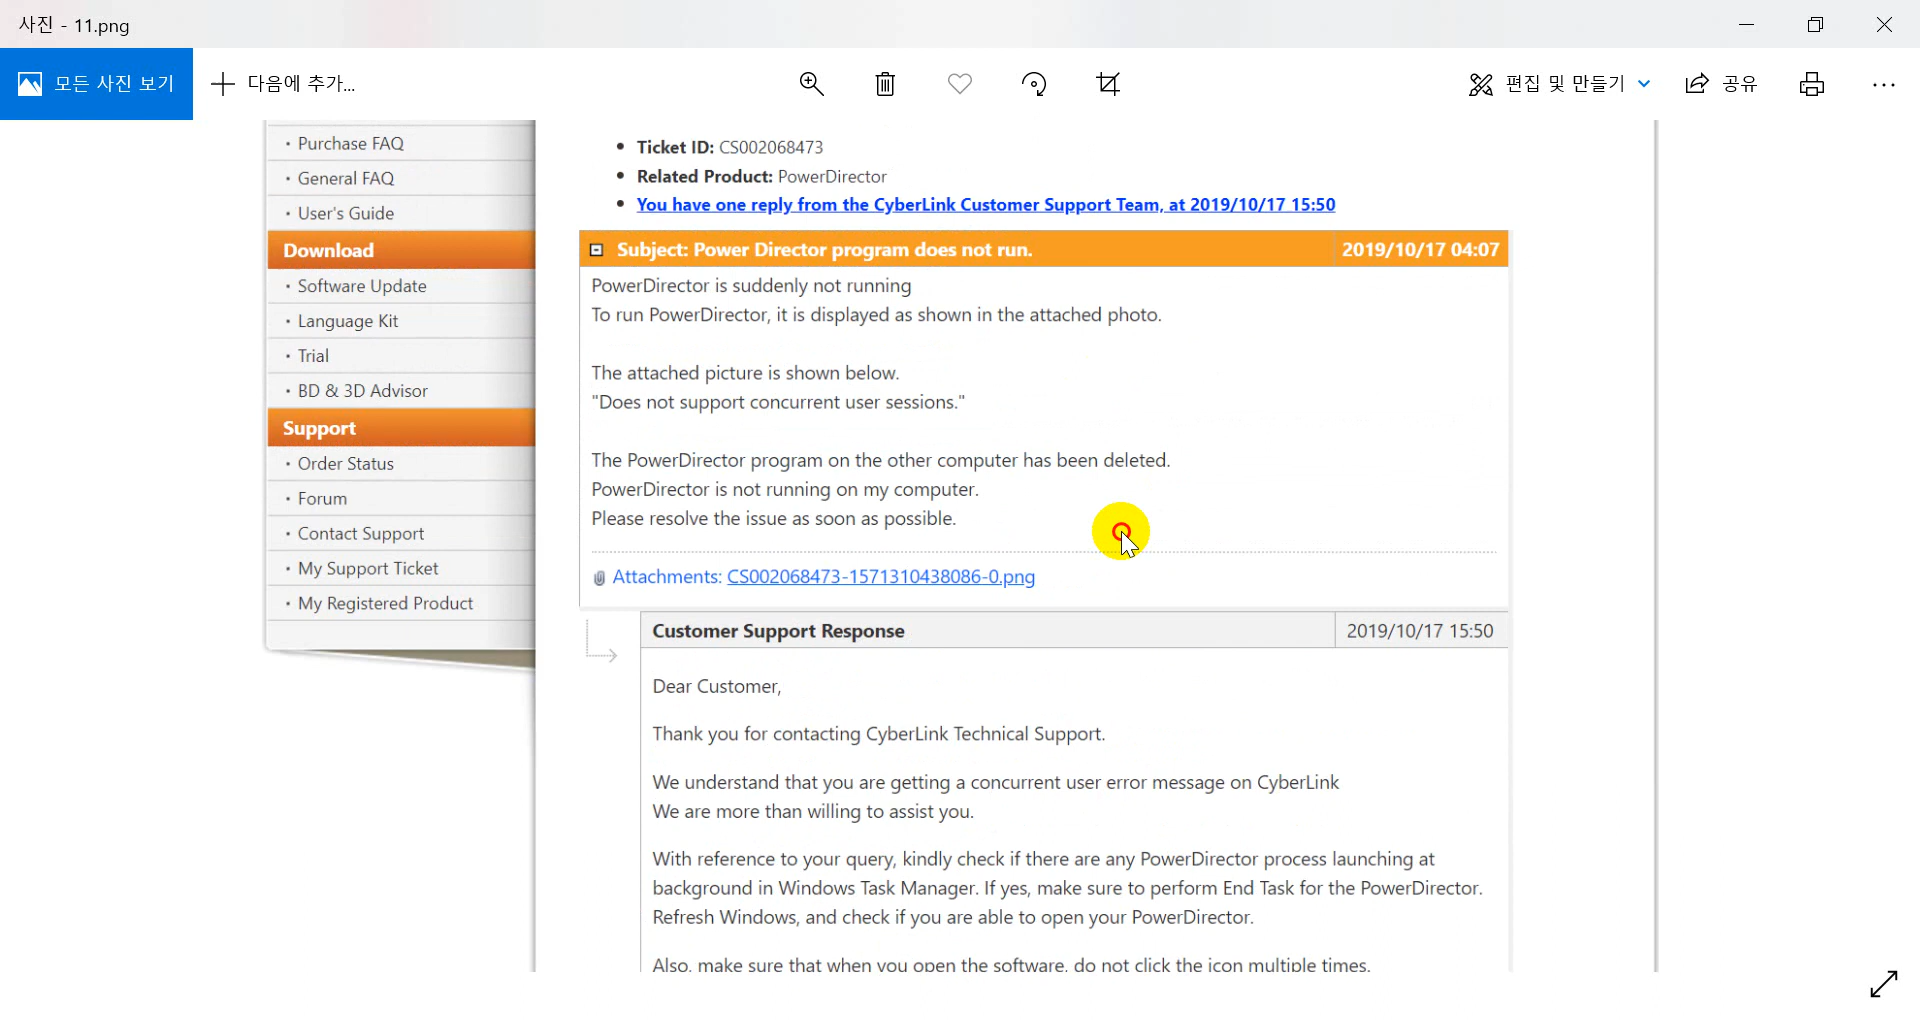 사진 - 11.png
모든 사진 보기
다음에 추가...
편집 및 만들기
공유
· Purchase FAQ
· General FAQ
· User's Guide
Download
· Software Update
· Language Kit
· Trial
· BD & 3D Advisor
Support
· Order Status
· Forum
· Contact Support
· My Support Ticket
· My Registered Product
• Ticket ID: CS002068473
• Related Product: PowerDirector
• You have one reply from the CyberLink Customer Support Team, at 2019/10/17 15:50
Subject: Power Director program does not run. 2019/10/17 04:07
PowerDirector is suddenly not running
To run PowerDirector, it is displayed as shown in the attached photo.
The attached picture is shown below.
"Does not support concurrent user sessions."
The PowerDirector program on the other computer has been deleted.
PowerDirector is not running on my computer.
Please resolve the issue as soon as possible.
Attachments: CS002068473-1571310438086-0.png
Customer Support Response 2019/10/17 15:50
Dear Customer,
Thank you for contacting CyberLink Technical Support.
We understand that you are getting a concurrent user error message on CyberLink
We are more than willing to assist you.
With reference to your query, kindly check if there are any PowerDirector process launching at
background in Windows Task Manager. If yes, make sure to perform End Task for the PowerDirector.
Refresh Windows, and check if you are able to open your PowerDirector.
Also, make sure that when you open the software, do not click the icon multiple times.